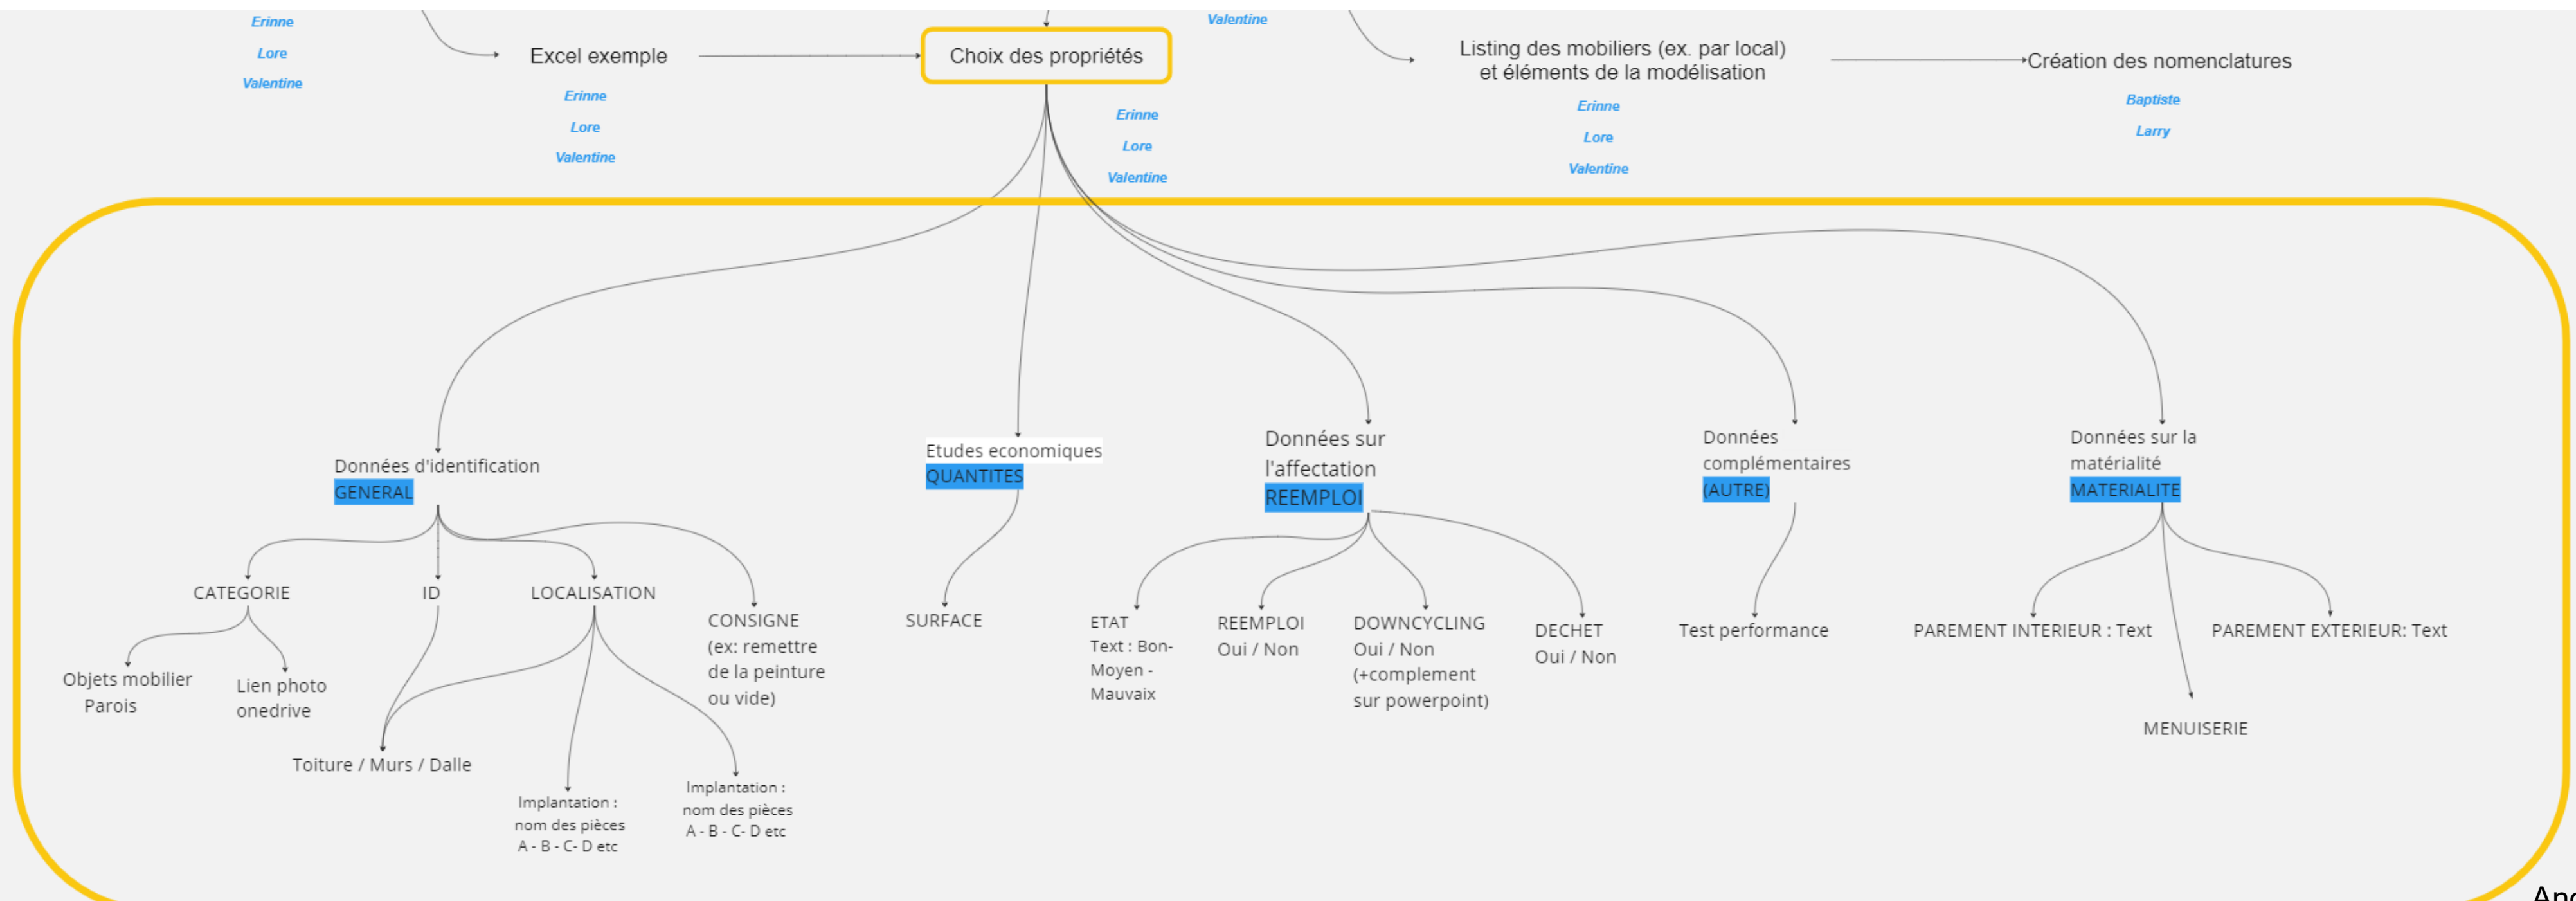 Erinne
Lore
Valentine
Excel exemple
Erinne
Lore
Valentine
Choix des propriétés
Erinne
Lore
Valentine
Valentine
Listing des mobiliers (ex. par local)
et éléments de la modélisation
Erinne
Lore
Valentine
Création des nomenclatures
Baptiste
Larry
Données d'identification
GENERAL
CATEGORIE
Objets mobilier
Parois
Lien photo
onedrive
ID
Toiture / Murs / Dalle
LOCALISATION
Implantation :
nom des pièces
A - B - C- D etc
Implantation :
nom des pièces
A - B - C- D etc
CONSIGNE
(ex: remettre
de la peinture
ou vide)
Etudes economiques
QUANTITES
SURFACE
Données sur
l'affectation
REEMPLOI
ETAT
Text : Bon-
Moyen -
Mauvaix
REEMPLOI
Oui / Non
DOWNCYCLING
Oui / Non
(+complement
sur powerpoint)
DECHET
Oui / Non
Données
complémentaires
(AUTRE)
Test performance
Données sur la
matérialité
MATERIALITE
PAREMENT INTERIEUR : Text
MENUISERIE
PAREMENT EXTERIEUR: Text